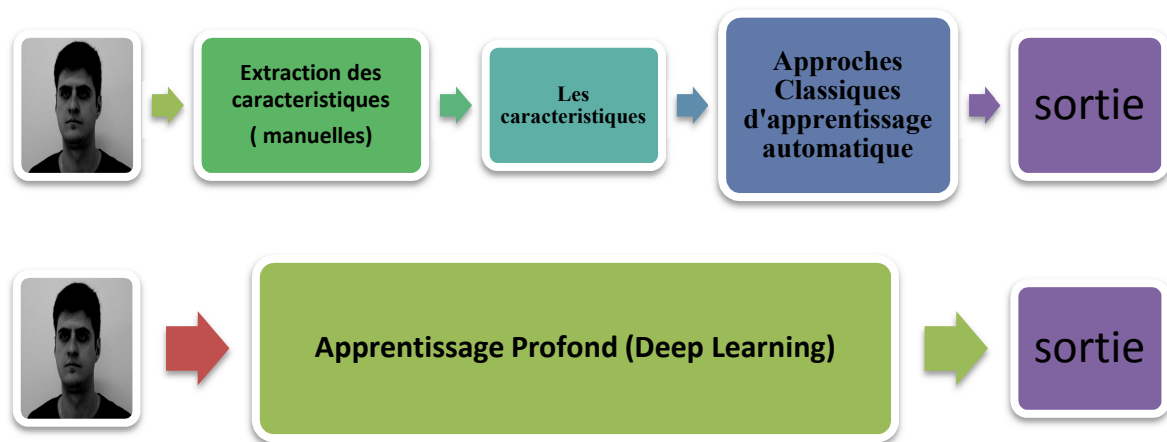 Extraction des
caracteristiques
( manuelles)
Les
caracteristiques
Approches
Classiques
d'apprentissage
automatique
sortie
Apprentissage Profond (Deep Learning)
sortie